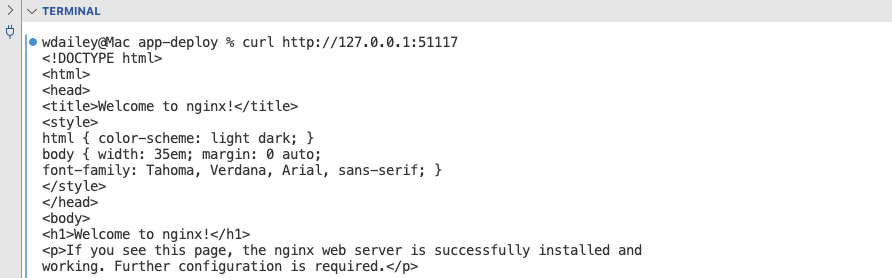 TERMINAL
wdailey@Mac app-deploy % curl http://127.0.0.1:51117
<!DOCTYPE html>
<html>
<head>
<title>Welcome to nginx!</title>
<style>
html { color-scheme: light dark; }
body { width: 35em; margin: 0 auto;
font-family: Tahoma, Verdana, Arial, sans-serif; }
</style>
</head>
<body>
<h1>Welcome to nginx!</h1>
<p>If you see this page, the nginx web server is successfully installed and
working. Further configuration is required.</p>